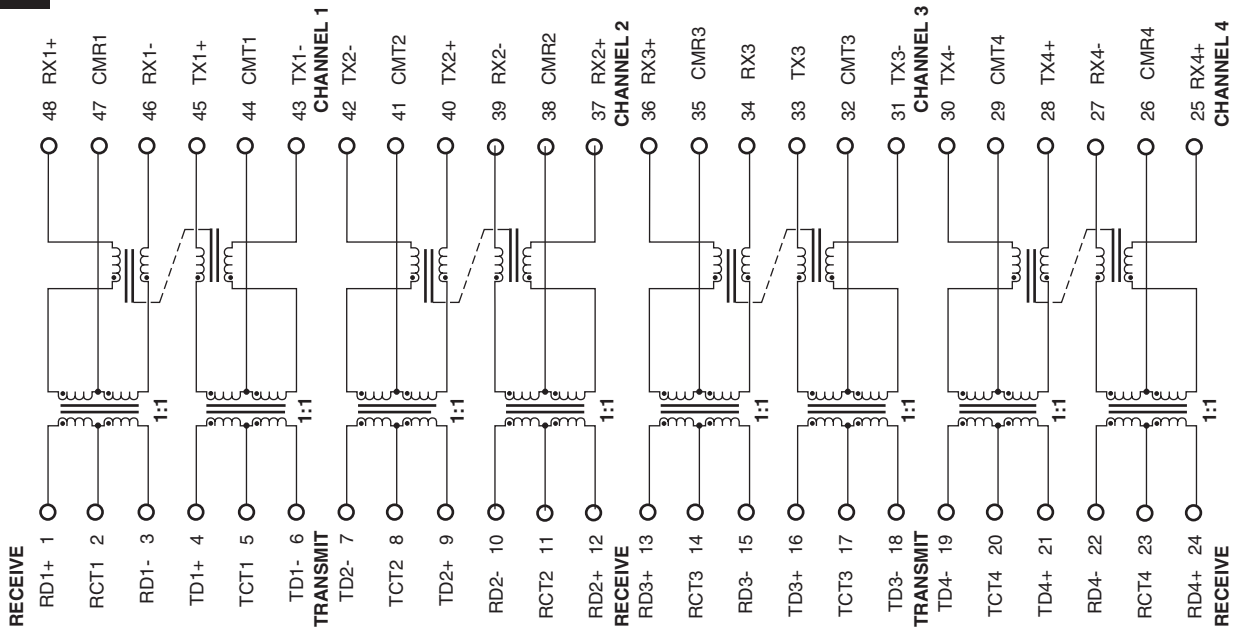 48 RX1+
47 CMR1
46 RX1-
45 TX1+
44 CMT1
43 TX1-
CHANNEL 1
42 TX2-
41 CMT2
40 TX2+
39 RX2-
38 CMR2
37 RX2+
CHANNEL 2
36 RX3+
35 CMR3
34 RX3
33 TX3
32 CMT3
31 TX3-
CHANNEL 3
30 TX4-
29 CMT4
28 TX4+
27 RX4-
26 CMR4
25 RX4+
CHANNEL 4
1:1
1:1
1:1
1:1
1:1
1:1
1:1
1:1
RECEIVE
RD1+ 1
RCT1 2
RD1- 3
TD1+ 4
TCT1 5
TD1- 6
TRANSMIT
TD2- 7
TCT2 8
TD2+ 9
RD2- 10
RCT2 11
RD2+ 12
RECEIVE
RD3+ 13
RCT3 14
RD3- 15
TD3+ 16
TCT3 17
TD3- 18
TRANSMIT
TD4- 19
TCT4 20
TD4+ 21
RD4- 22
RCT4 23
RD4+ 24
RECEIVE